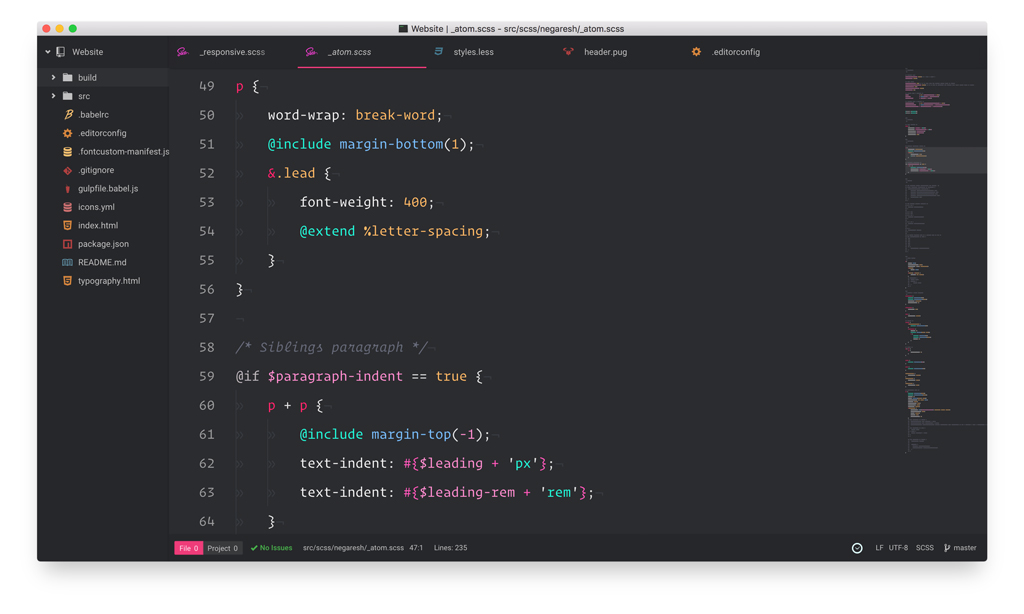 Website | _atom.scss - src/scss/negaresh/_atom.scss
Website
_responsive.scss
_atom.scss
styles.less
header.pug
.editorconfig
build
src
.babelrc
.editorconfig
.fontcustom-manifest.js
.gitignore
gulpfile.babel.js
icons.yml
index.html
package.json
README.md
typography.html
49 p {
50 word-wrap: break-word;
51 @include margin-bottom(1);
52 &.lead {
53 font-weight: 400;
54 @extend %letter-spacing;
55 }
56 }
57
58 /* Siblings paragraph */
59 @if $paragraph-indent == true {
60 p + p {
61 @include margin-top(-1);
62 text-indent: #{$leading + 'px'};
63 text-indent: #{$leading-rem + 'rem'};
64 }
File 0 Project 0 No Issues src/scss/negaresh/_atom.scss 47:1 Lines: 235 LF UTF-8 SCSS master